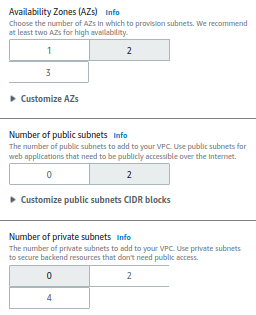 Availability Zones (AZs) Info
Choose the number of AZs in which to provision subnets. We recommend
at least two AZs for high availability.
1 2
3
Customize AZs
Number of public subnets Info
The number of public subnets to add to your VPC. Use public subnets for
web applications that need to be publicly accessible over the internet.
0 2
Customize public subnets CIDR blocks
Number of private subnets Info
The number of private subnets to add to your VPC. Use private subnets
to secure backend resources that don't need public access.
0 2
4